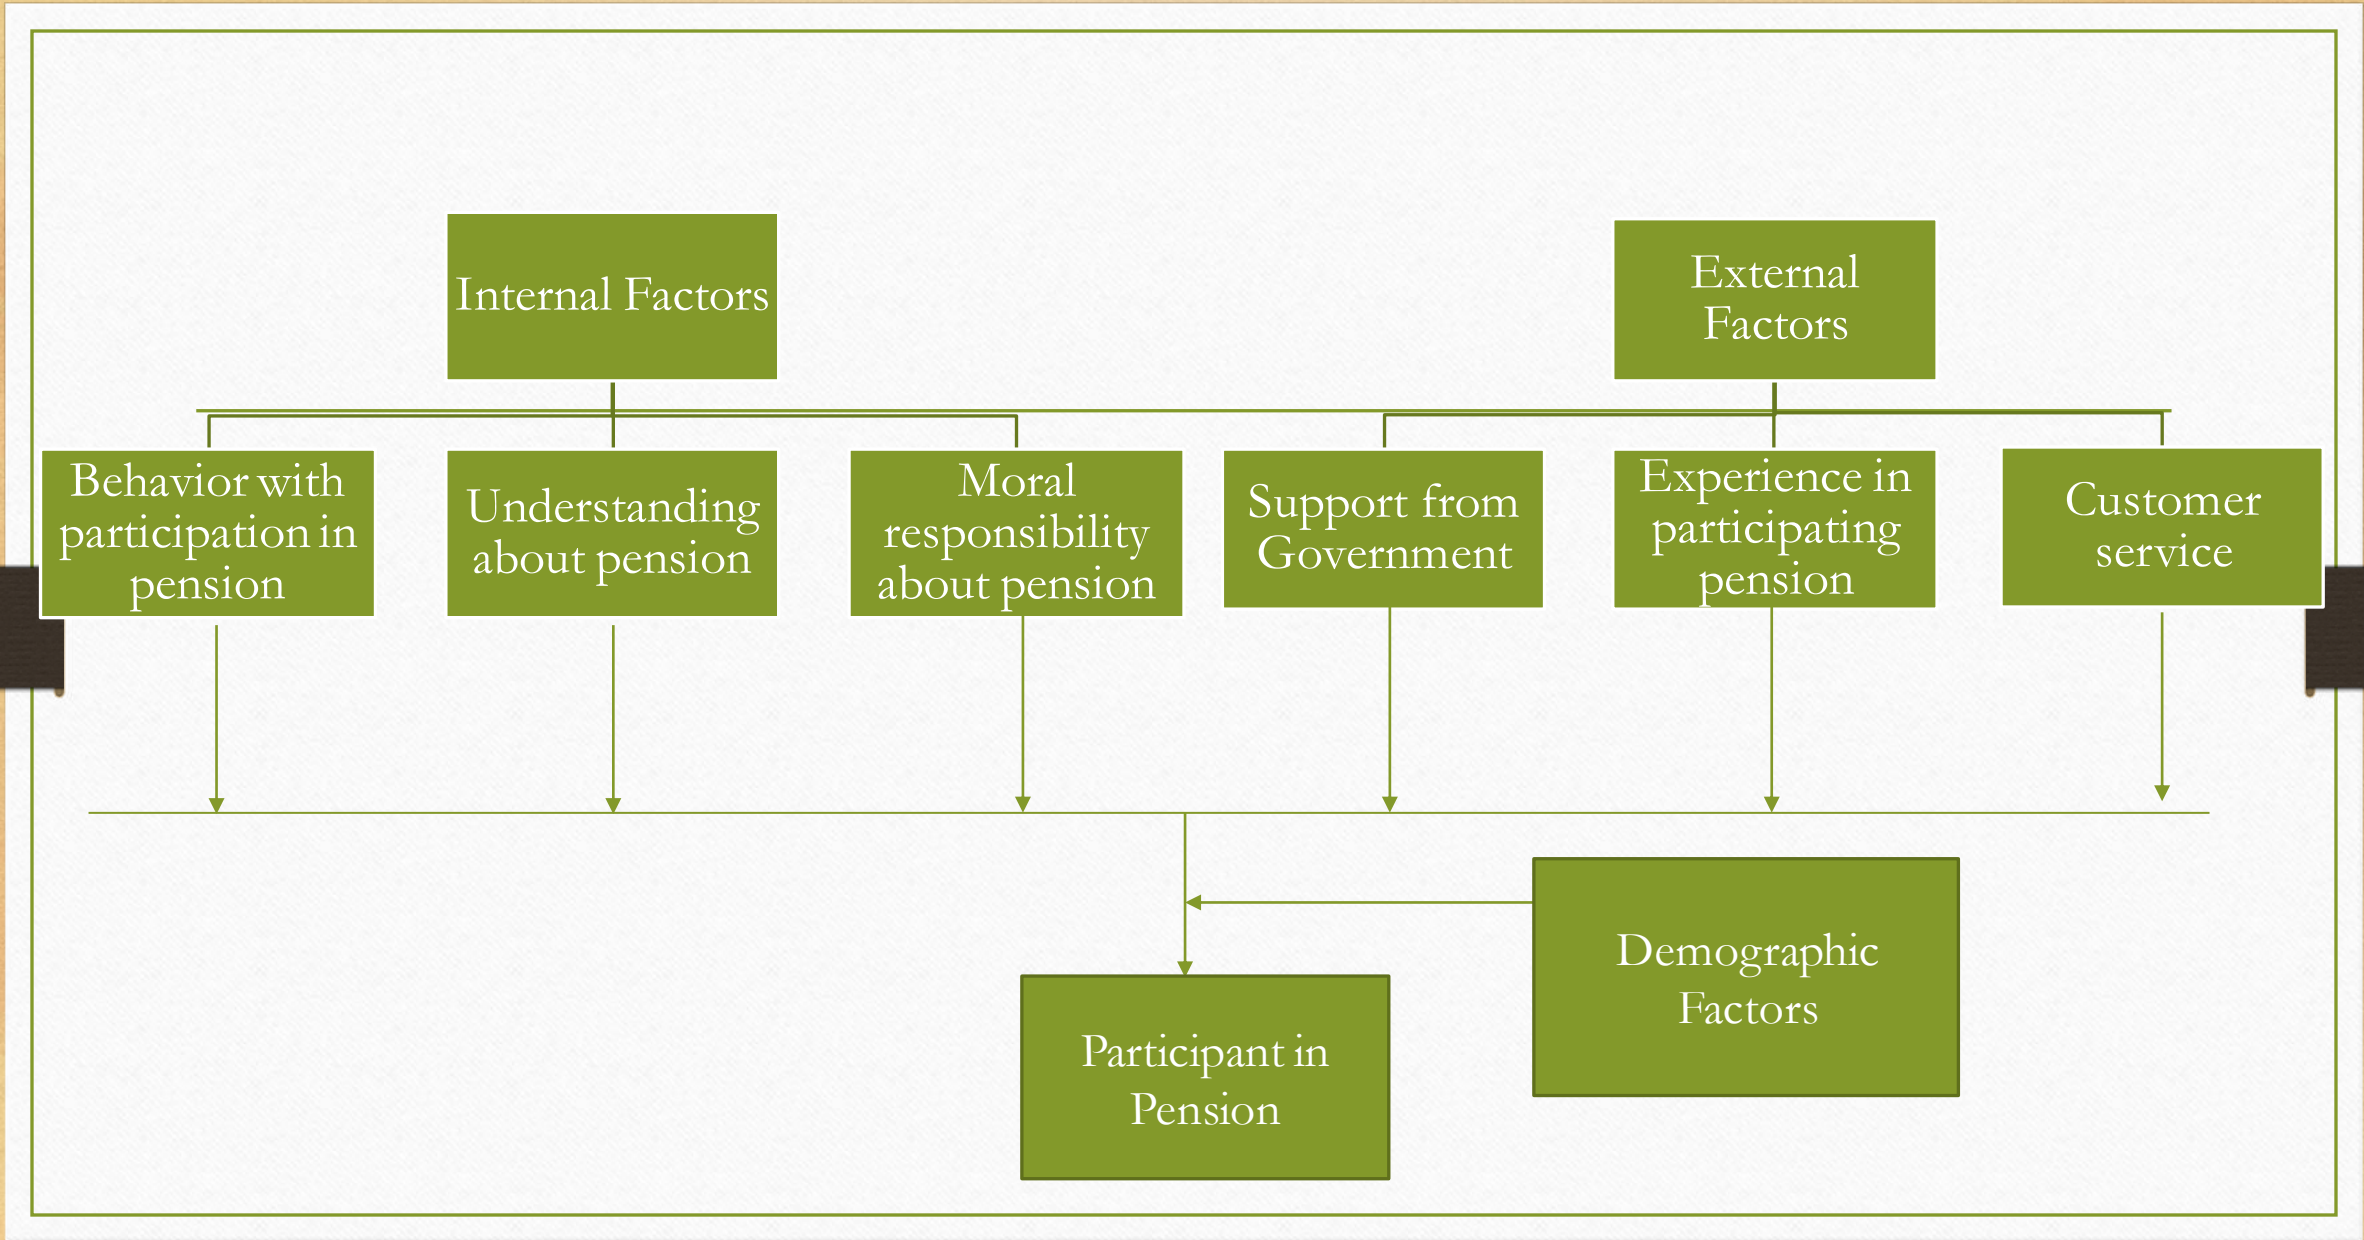 Internal Factors
External
Factors
Behavior with
participation in
pension
Understanding
about pension
Moral
responsibility
about pension
Support from
Government
Experience in
participating
pension
Customer
service
Demographic
Factors
Participant in
Pension